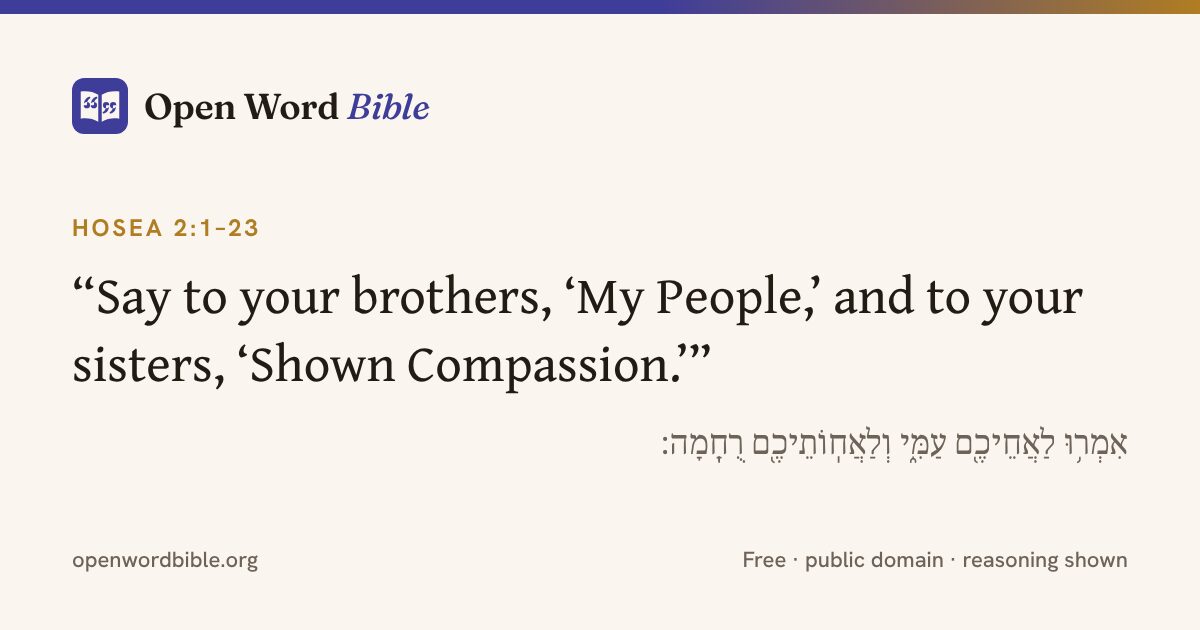 Open Word Bible
HOSEA 2:1–23
“Say to your brothers, ‘My People,’ and to your
sisters, ‘Shown Compassion.’”
אִמְר֥וּ לַאֲחֵיכֶ֖ם עַמִּ֑י וְלַאֲחֽוֹתֵיכֶ֖ם רֻחָֽמָה׃
openwordbible.org
Free · public domain · reasoning shown